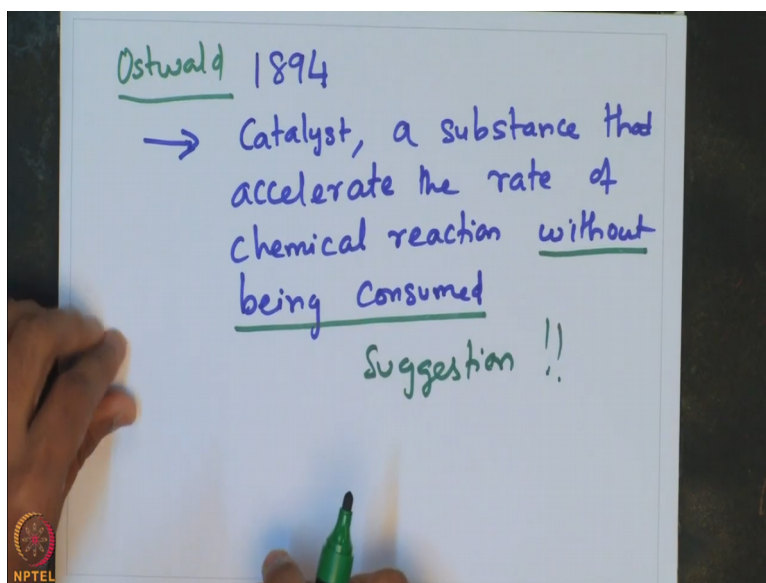 Ostwald 1894
→ Catalyst, a substance that
accelerate the rate of
chemical reaction without
being consumed
Suggestion !!
NPTEL